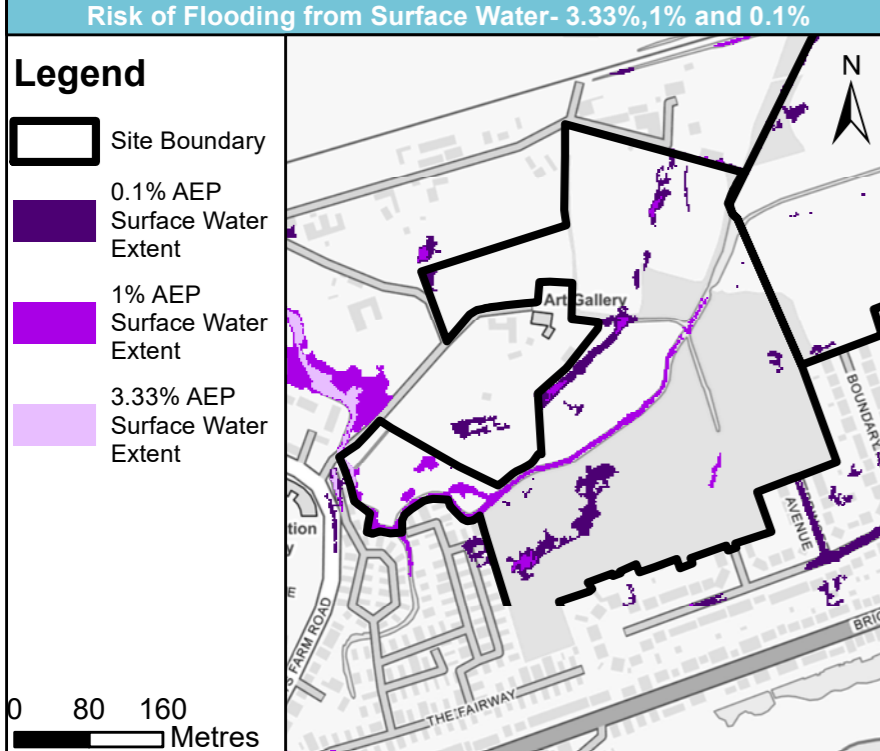 Risk of Flooding from Surface Water- 3.33%,1% and 0.1%
Legend
Site Boundary
0.1% AEP
Surface Water
Extent
1% AEP
Surface Water
Extent
3.33% AEP
Surface Water
Extent
0 80 160
Metres
N
Art Gallery
BOUNDARY
AVENUE
tion
y
E
S FARM ROAD
THE FAIRWAY
BRIG